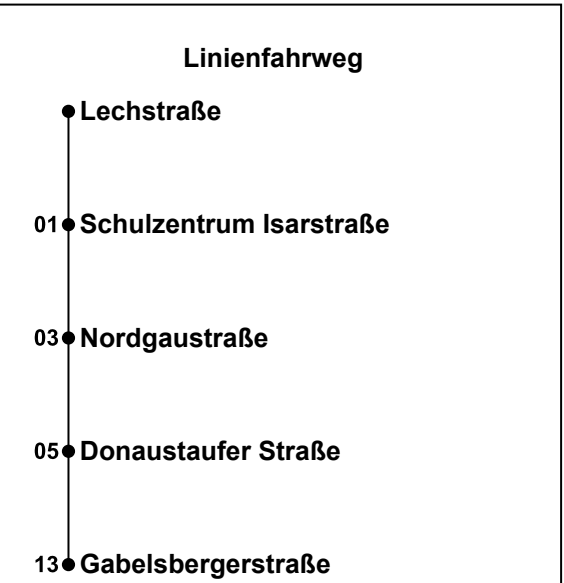 Linienfahrweg
Lechstraße
01 Schulzentrum Isarstraße
03 Nordgaustraße
05 Donaustaufer Straße
13 Gabelsbergerstraße